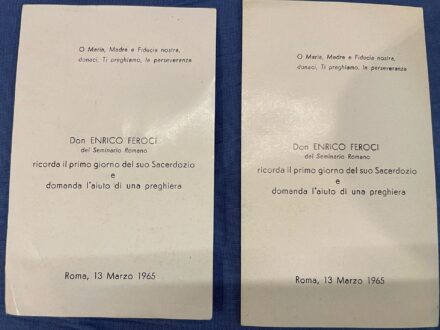 O Maria, Madre e Fiducia nostra,
donaci, Ti preghiamo, la perseveranza
Don ENRICO FEROCI
del Seminario Romano
ricorda il primo giorno del suo Sacerdozio
e
domanda l'aiuto di una preghiera
Roma, 13 Marzo 1965
O Maria, Madre e Fiducia nostra,
donaci, Ti preghiamo, la perseveranza
Don ENRICO FEROCI
del Seminario Romano
ricorda il primo giorno del suo Sacerdozio
e
domanda l'aiuto di una preghiera
Roma, 13 Marzo 1965